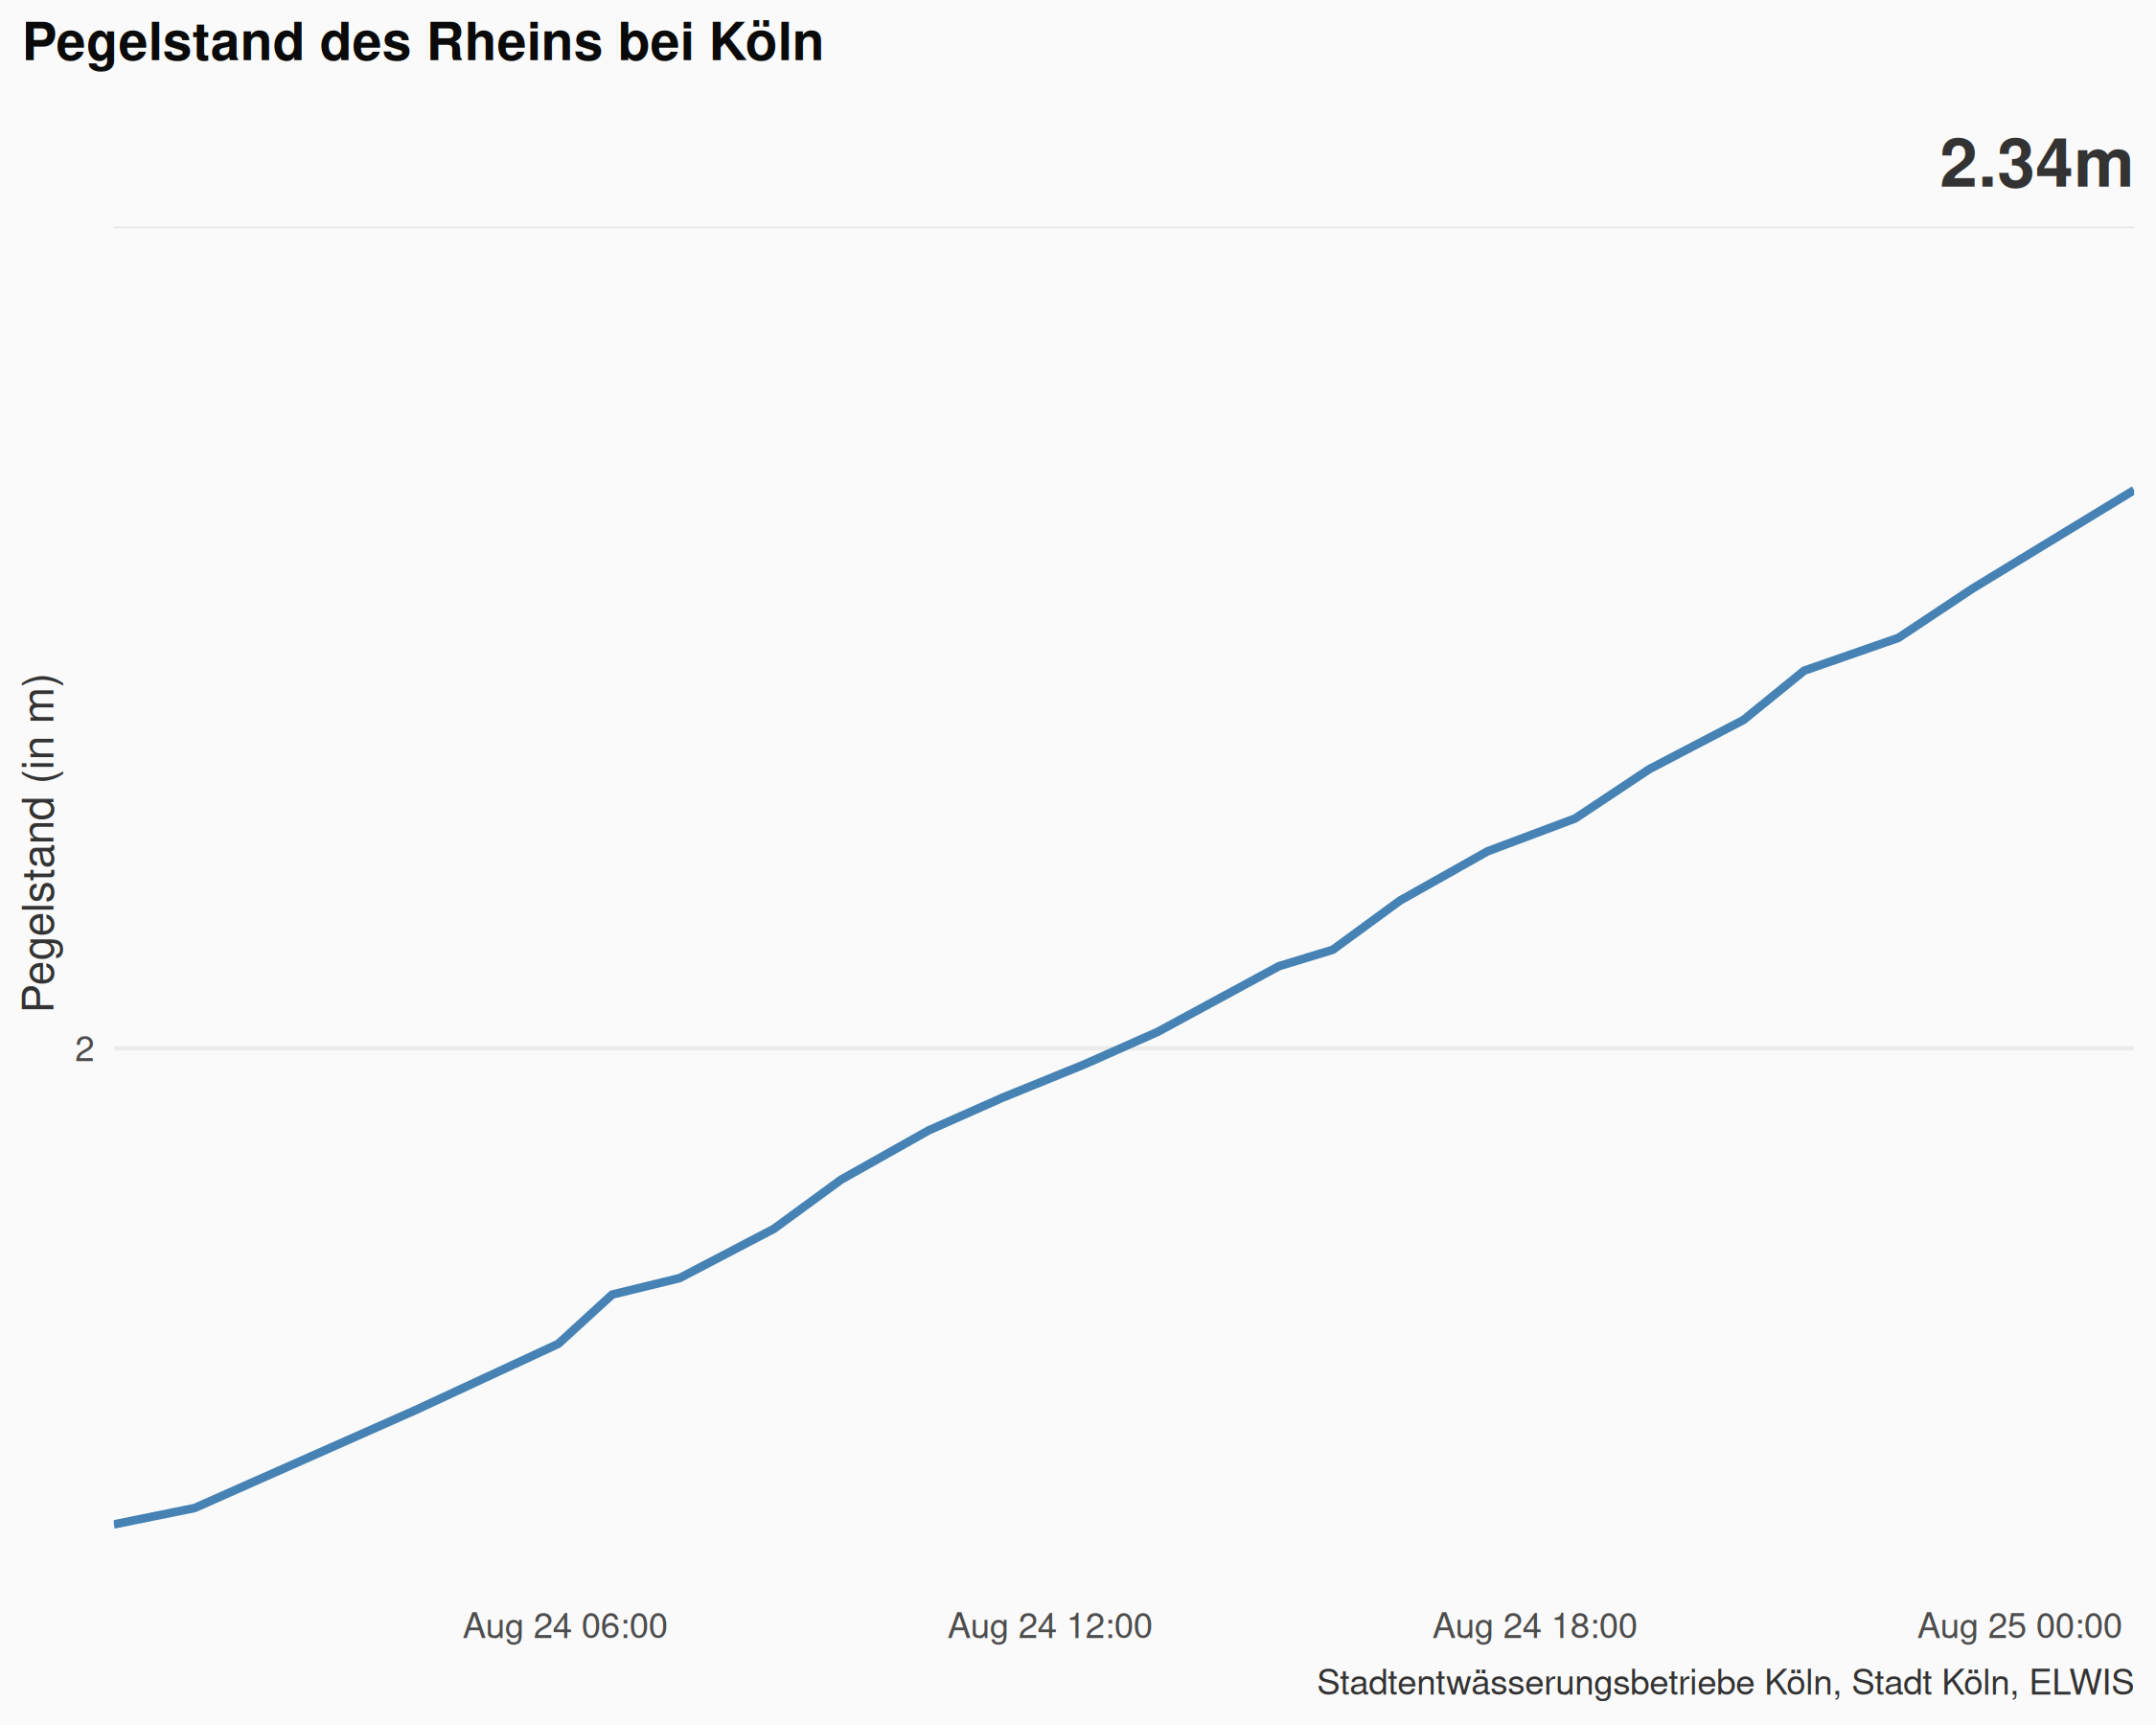 Pegelstand des Rheins bei Köln
2.34m
Pegelstand (in m)
2
Aug 24 06:00 Aug 24 12:00 Aug 24 18:00 Aug 25 00:00
Stadtentwässerungsbetriebe Köln, Stadt Köln, ELWIS